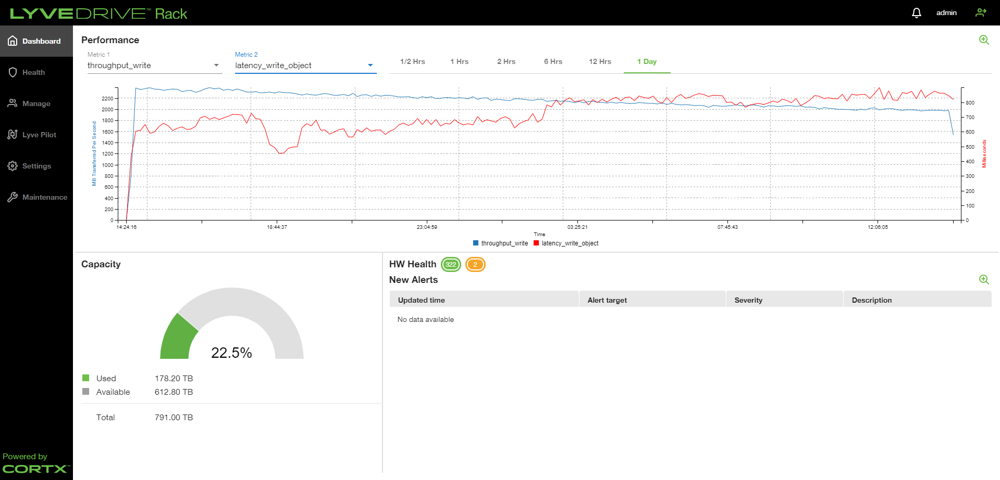 LYVEDRIVE™ Rack
admin
Dashboard
Health
Manage
Lyve Pilot
Settings
Maintenance
Powered by
CORTX™
Performance
Metric 1
throughput_write
Metric 2
latency_write_object
1/2 Hrs 1 Hrs 2 Hrs 6 Hrs 12 Hrs 1 Day
MB Transferred Per Second
2200
2000
1800
1600
1400
1200
1000
800
600
400
200
0
800
700
600
500
400
300
200
100
0
Milliseconds
14:24:16 18:44:37 23:04:59 03:25:21 07:45:43 12:06:05
Time
throughput_write latency_write_object
Capacity
22.5%
Used 178.20 TB
Available 612.80 TB
Total 791.00 TB
HW Health 322 2
New Alerts
Updated time Alert target Severity Description
No data available